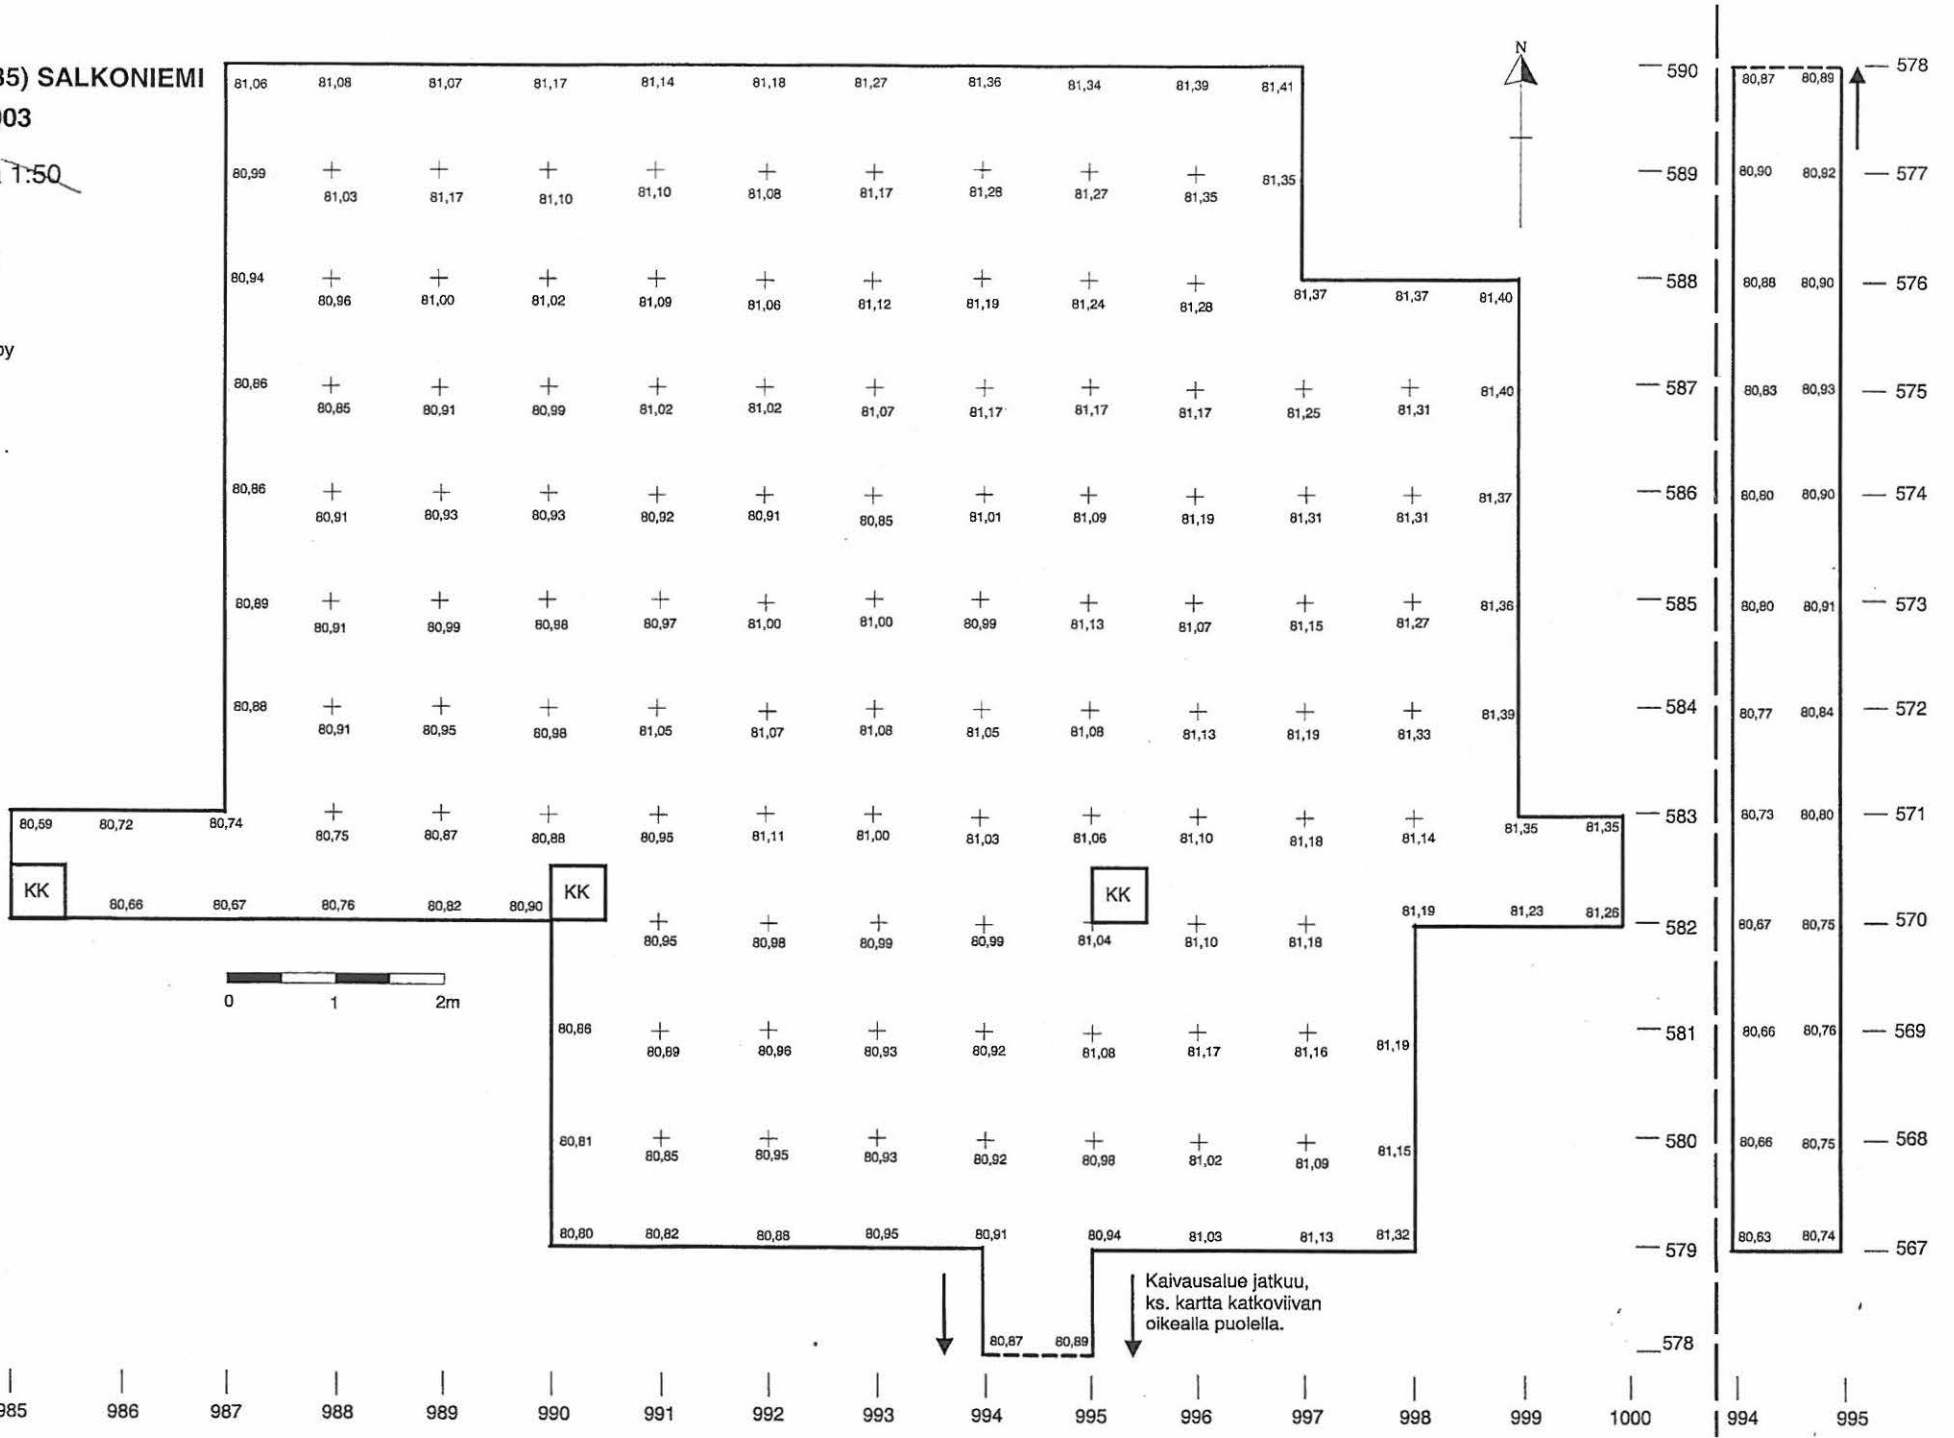 35) SALKONIEMI
003
1:50
oy
N
81,06 81,08 81,07 81,17 81,14 81,18 81,27 81,36 81,34 81,39 81,41 590 80,87 80,89 578
80,99 81,03 81,17 81,10 81,10 81,08 81,17 81,28 81,27 81,35 81,35 589 80,90 80,92 577
80,94 80,96 81,00 81,02 81,09 81,06 81,12 81,19 81,24 81,28 81,37 81,37 81,40 588 80,88 80,90 576
80,86 80,85 80,91 80,99 81,02 81,02 81,07 81,17 81,17 81,17 81,25 81,31 81,40 587 80,83 80,93 575
80,86 80,91 80,93 80,93 80,92 80,91 80,85 81,01 81,09 81,19 81,31 81,31 81,37 586 80,80 80,90 574
80,89 80,91 80,99 80,98 80,97 81,00 81,00 80,99 81,13 81,07 81,15 81,27 81,36 585 80,80 80,91 573
80,88 80,91 80,95 80,98 81,05 81,07 81,08 81,05 81,08 81,13 81,19 81,33 81,39 584 80,77 80,84 572
80,59 80,72 80,74 80,75 80,87 80,88 80,95 81,11 81,00 81,03 81,06 81,10 81,18 81,14 81,35 81,35 583 80,73 80,80 571
KK KK KK
80,66 80,67 80,76 80,82 80,90 80,95 80,98 80,99 80,99 81,04 81,10 81,18 81,19 81,23 81,26 582 80,67 80,75 570
0 1 2m
80,86 80,89 80,96 80,93 80,92 81,08 81,17 81,16 81,19 581 80,66 80,76 569
80,81 80,85 80,95 80,93 80,92 80,98 81,02 81,09 81,15 580 80,66 80,75 568
80,80 80,82 80,88 80,95 80,91 80,94 81,03 81,13 81,32 579 80,63 80,74 567
Kaivausalue jatkuu,
ks. kartta katkoviivan
oikealla puolella.
80,87 80,89 578
985 986 987 988 989 990 991 992 993 994 995 996 997 998 999 1000 994 995